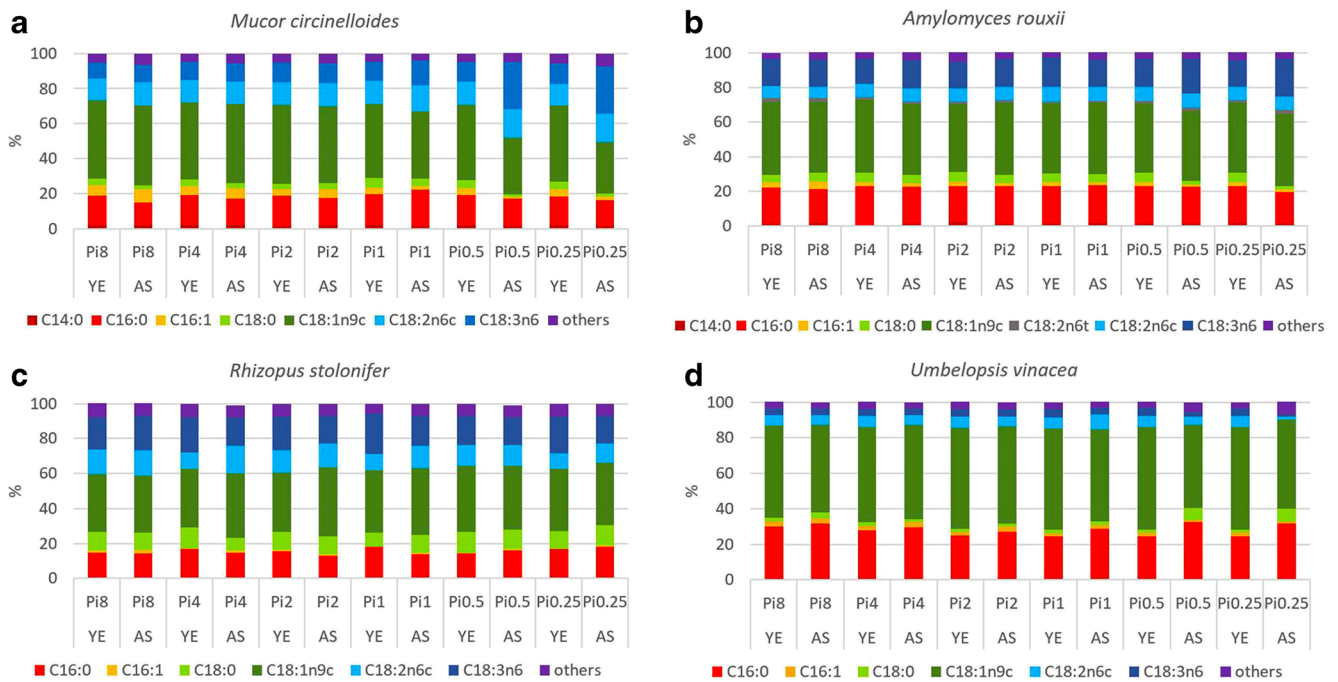 a
Mucor circinelloides
100
80
60
40
20
0
%
Pi8 Pi8 Pi4 Pi4 Pi2 Pi2 Pi1 Pi1 Pi0.5 Pi0.5 Pi0.25 Pi0.25
YE AS YE AS YE AS YE AS YE AS YE AS
C14:0 C16:0 C16:1 C18:0 C18:1n9c C18:2n6c C18:3n6 others
b
Amylomyces rouxii
100
80
60
40
20
0
%
Pi8 Pi8 Pi4 Pi4 Pi2 Pi2 Pi1 Pi1 Pi0.5 Pi0.5 Pi0.25 Pi0.25
YE AS YE AS YE AS YE AS YE AS YE AS
C14:0 C16:0 C16:1 C18:0 C18:1n9c C18:2n6t C18:2n6c C18:3n6 others
c
Rhizopus stolonifer
100
80
60
40
20
0
%
Pi8 Pi8 Pi4 Pi4 Pi2 Pi2 Pi1 Pi1 Pi0.5 Pi0.5 Pi0.25 Pi0.25
YE AS YE AS YE AS YE AS YE AS YE AS
C16:0 C16:1 C18:0 C18:1n9c C18:2n6c C18:3n6 others
d
Umbelopsis vinacea
100
80
60
40
20
0
%
Pi8 Pi8 Pi4 Pi4 Pi2 Pi2 Pi1 Pi1 Pi0.5 Pi0.5 Pi0.25 Pi0.25
YE AS YE AS YE AS YE AS YE AS YE AS
C16:0 C16:1 C18:0 C18:1n9c C18:2n6c C18:3n6 others